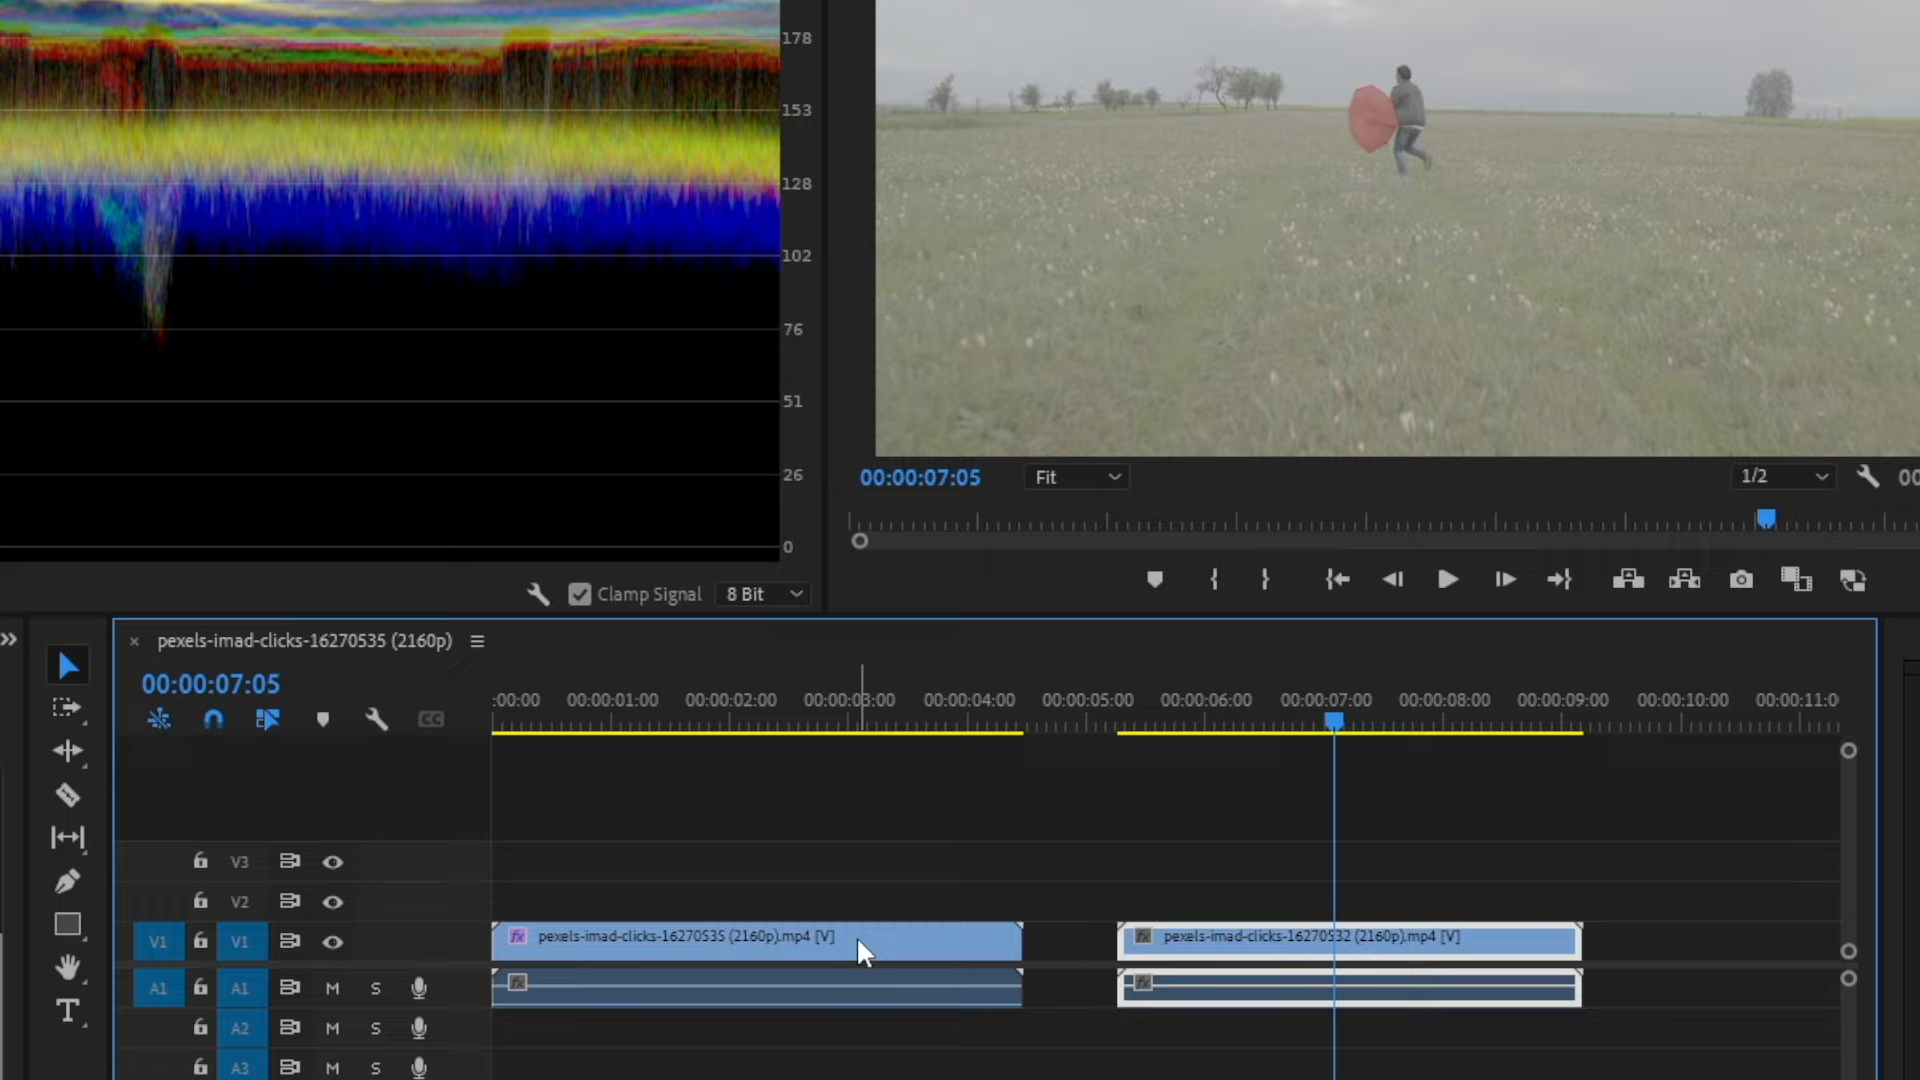 178
153
128
102
76
51
26
0
Clamp Signal
8 Bit
00:00:07:05
Fit
1/2
00
pexels-imad-clicks-16270535 (2160p)
00:00:07:05
:00:00
00:00:01:00
00:00:02:00
00:00:03:00
00:00:04:00
00:00:05:00
00:00:06:00
00:00:07:00
00:00:08:00
00:00:09:00
00:00:10:00
00:00:11:0
CC
V3
V2
V1 V1
fx pexels-imad-clicks-16270535 (2160p).mp4 [V]
fx pexels-imad-clicks-16270532 (2160p).mp4 [V]
A1 A1 M S
fx
fx
A2 M S
A3 M S
T